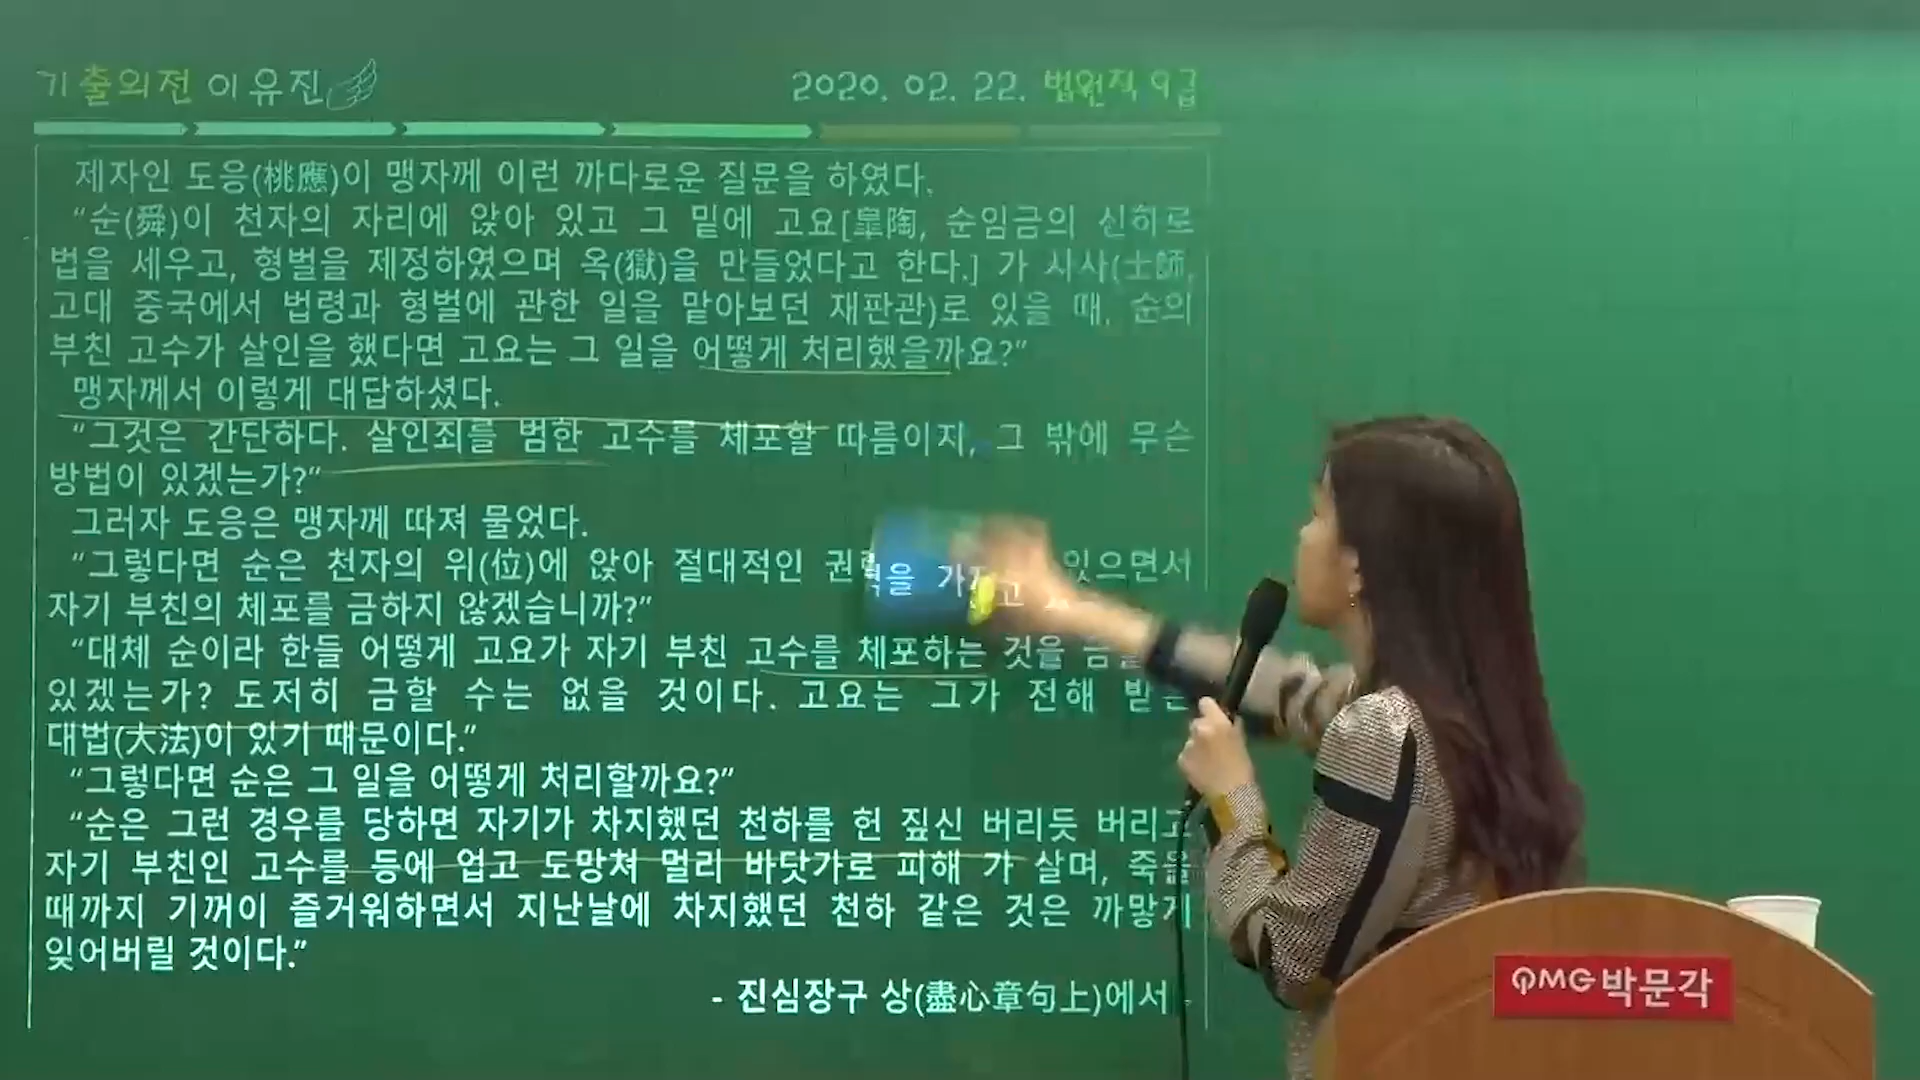 기출외전 이유진
2020. 02. 22. 법원직 9급
제자인 도응(桃應)이 맹자께 이런 까다로운 질문을 하였다.
“순(舜)이 천자의 자리에 앉아 있고 그 밑에 고요[皐陶, 순임금의 신하로
법을 세우고, 형벌을 제정하였으며 옥(獄)을 만들었다고 한다.] 가 사사(士師,
고대 중국에서 법령과 형벌에 관한 일을 맡아보던 재판관)로 있을 때, 순의
부친 고수가 살인을 했다면 고요는 그 일을 어떻게 처리했을까요?”
맹자께서 이렇게 대답하셨다.
“그것은 간단하다. 살인죄를 범한 고수를 체포할 따름이지, 그 밖에 무슨
방법이 있겠는가?”
그러자 도응은 맹자께 따져 물었다.
“그렇다면 순은 천자의 위(位)에 앉아 절대적인 권력을 가지고 있으면서
자기 부친의 체포를 금하지 않겠습니까?”
“대체 순이라 한들 어떻게 고요가 자기 부친 고수를 체포하는 것을
있겠는가? 도저히 금할 수는 없을 것이다. 고요는 그가 전해 받은
대법(大法)이 있기 때문이다.”
“그렇다면 순은 그 일을 어떻게 처리할까요?”
“순은 그런 경우를 당하면 자기가 차지했던 천하를 헌 짚신 버리듯 버리고
자기 부친인 고수를 등에 업고 도망쳐 멀리 바닷가로 피해 가 살며, 죽을
때까지 기꺼이 즐거워하면서 지난날에 차지했던 천하 같은 것은 까맣게
잊어버릴 것이다.”
- 진심장구 상(盡心章句上)에서 -
PMG 박문각